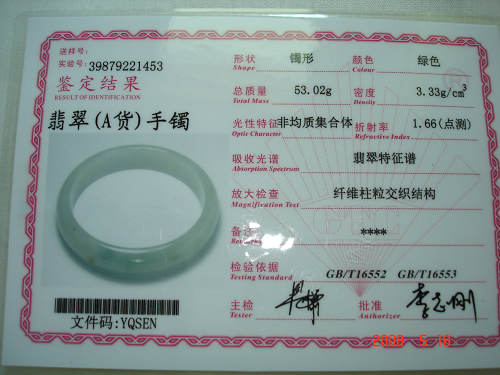 送样号:
实验号: 39879221453
鉴定结果
RESULT OF IDENTIFICATION
翡翠(A货)手镯
文件码:YQSEN
形状 镯形 颜色 绿色
Shape Colour
总质量 53.02g 密度 3.33g/cm³
Total Mass Density
光性特征 非均质集合体 折射率 1.66(点测)
Optic Character Refractive Index
吸收光谱 翡翠特征谱
Absorption Spectrum
放大检查 纤维柱粒交织结构
Magnification Test
备注 ****
Remarks
检验依据 GB/T16552 GB/T16553
Testing Standard
主检 批准
Tester Authorizer